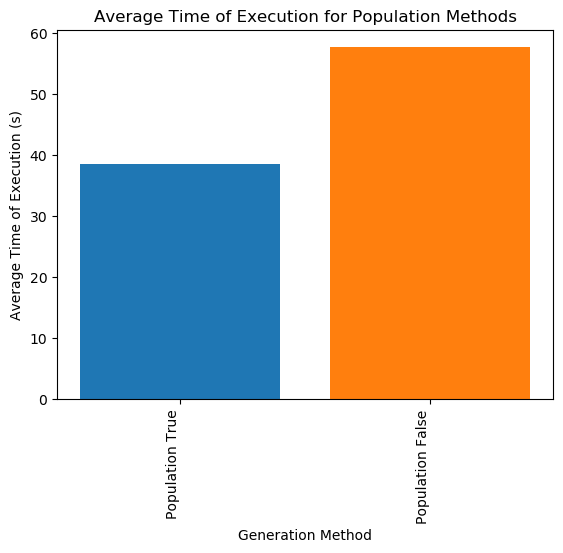 Average Time of Execution for Population Methods
Average Time of Execution (s)
60
50
40
30
20
10
0
Population True
Population False
Generation Method